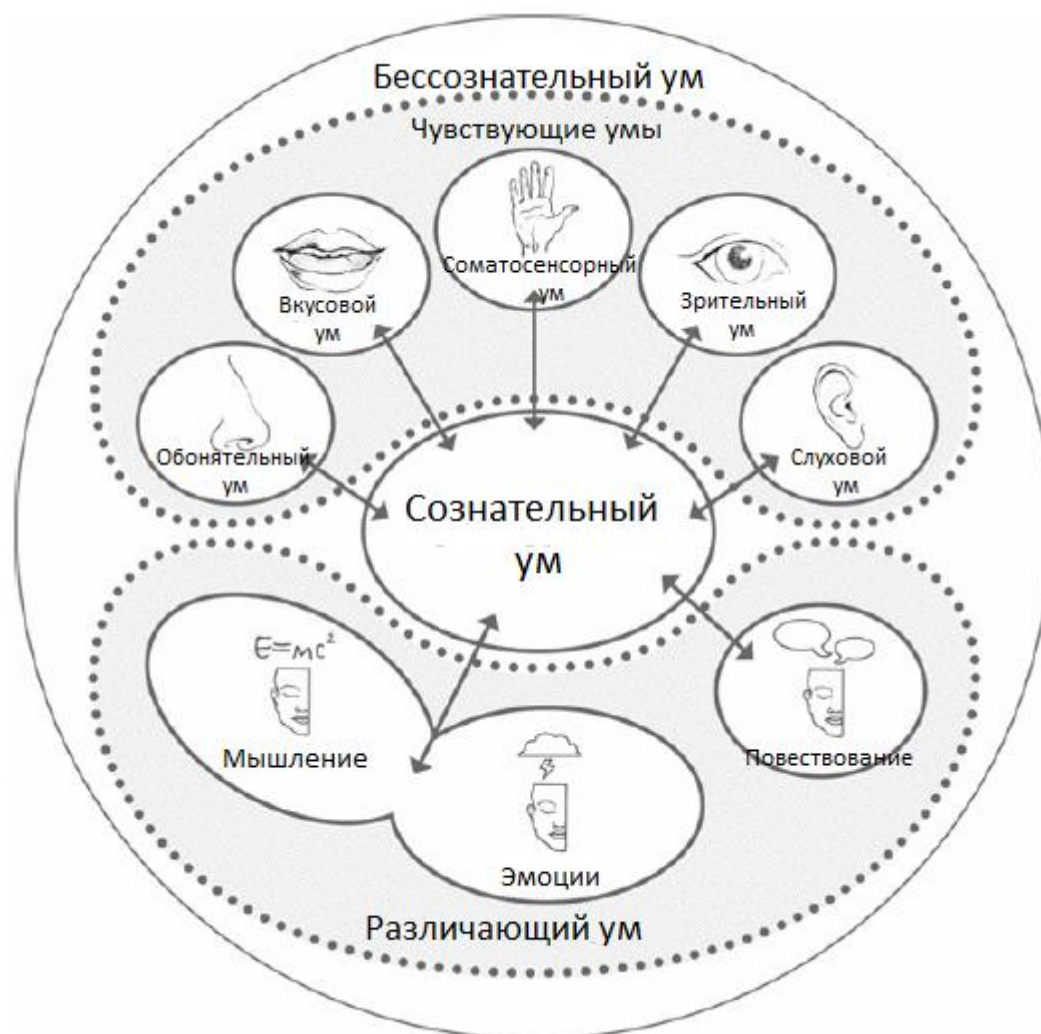 Бессознательный ум
Чувствующие умы
Соматосенсорный
ум
Вкусовой
ум
Зрительный
ум
Обонятельный
ум
Слуховой
ум
Сознательный
ум
E=mc²
Мышление
Эмоции
Повествование
Различающий ум